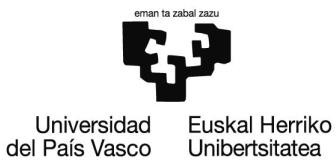 eman ta zabal zazu
Universidad
del País Vasco
Euskal Herriko
Unibertsitatea